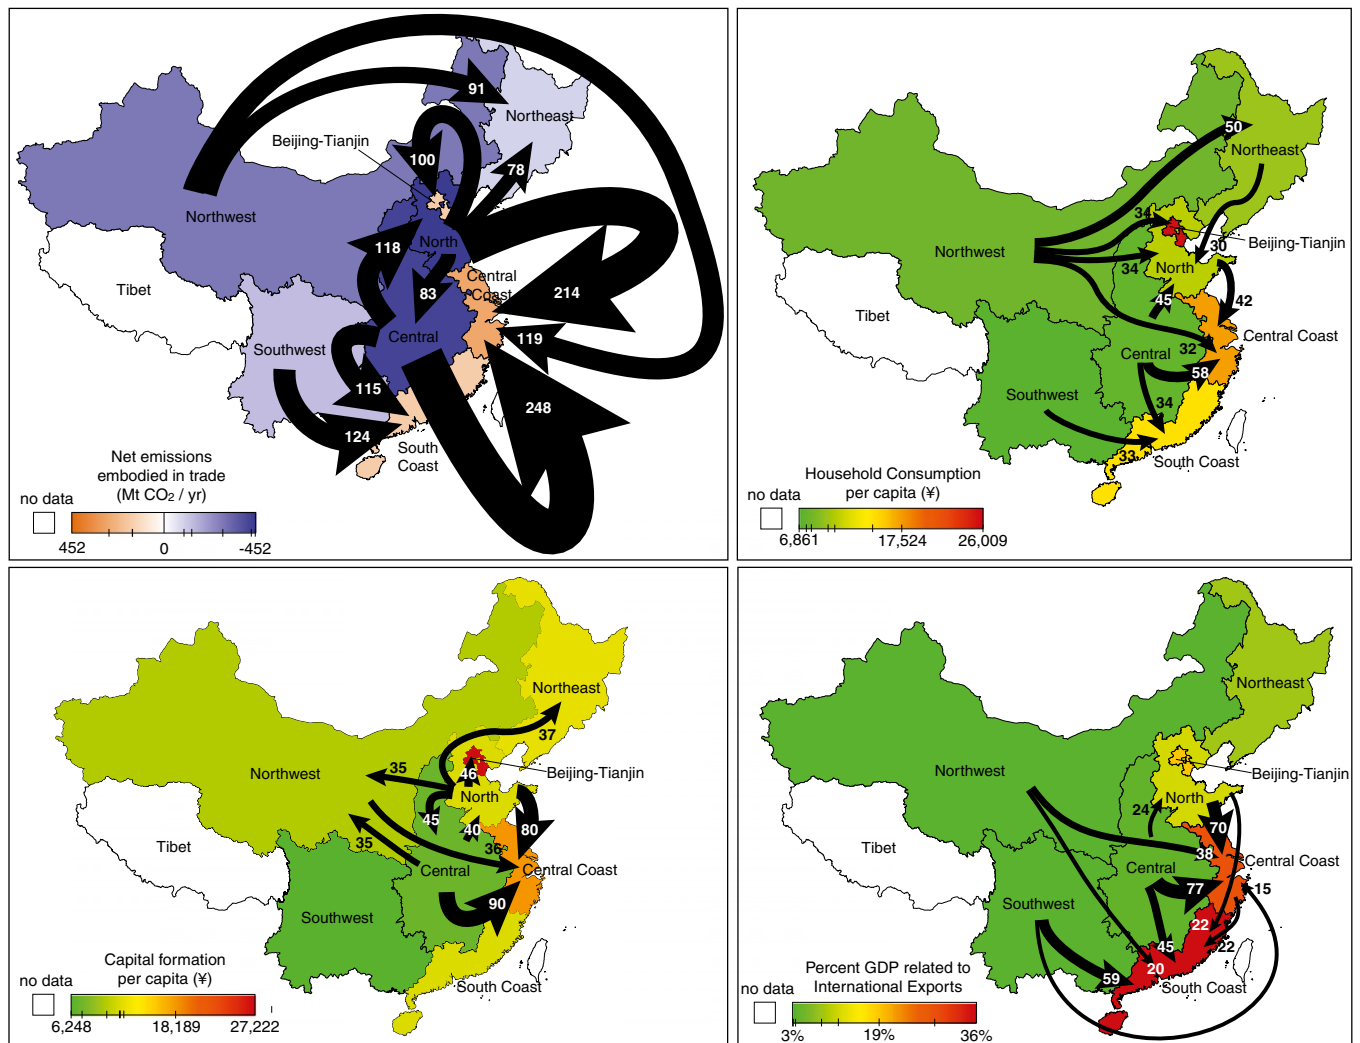 91
Northeast
Beijing-Tianjin
100
78
Northwest
118
North
Central
Coast
214
Tibet
83
Central
119
Southwest
115
248
124
South
Coast
Net emissions
embodied in trade
(Mt CO₂ / yr)
no data
452
0
-452
50
Northeast
34
Beijing-Tianjin
30
Northwest
34
North
45
42
Tibet
Central Coast
32
Central
58
Southwest
34
33
South Coast
Household Consumption
per capita (¥)
no data
6,861
17,524
26,009
Northeast
37
35
46
Beijing-Tianjin
Northwest
North
45
40
80
35
36
Tibet
Central
Central Coast
90
Southwest
South Coast
Capital formation
per capita (¥)
no data
6,248
18,189
27,222
Northeast
Northwest
Beijing-Tianjin
North
24
70
Tibet
38
Central Coast
Central
77
15
Southwest
22
45
22
20
59
South Coast
Percent GDP related to
International Exports
no data
3%
19%
36%